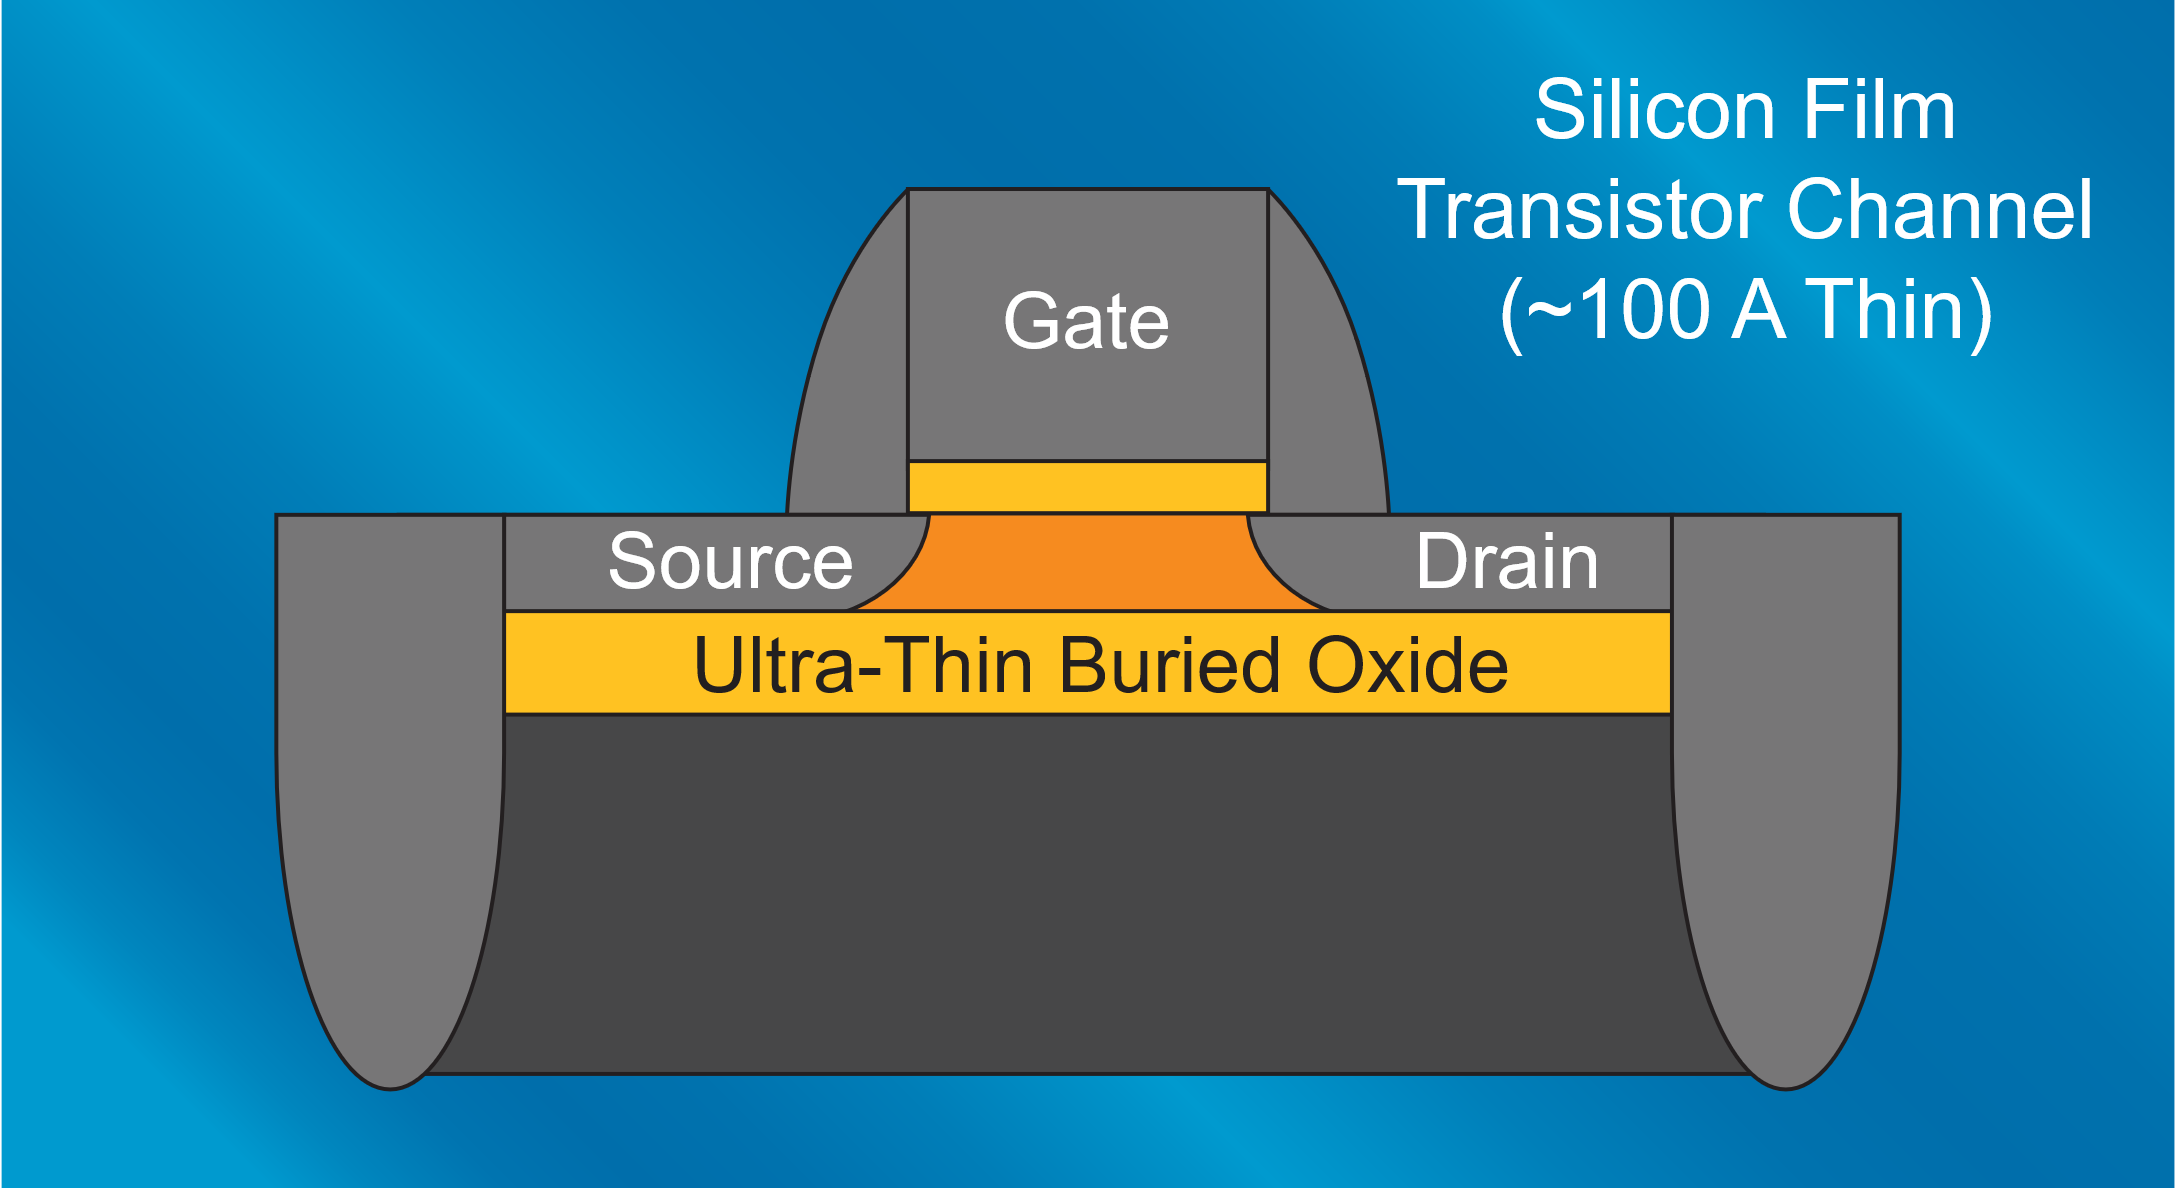 Silicon Film
Transistor Channel
(~100 A Thin)
Gate
Source
Drain
Ultra-Thin Buried Oxide